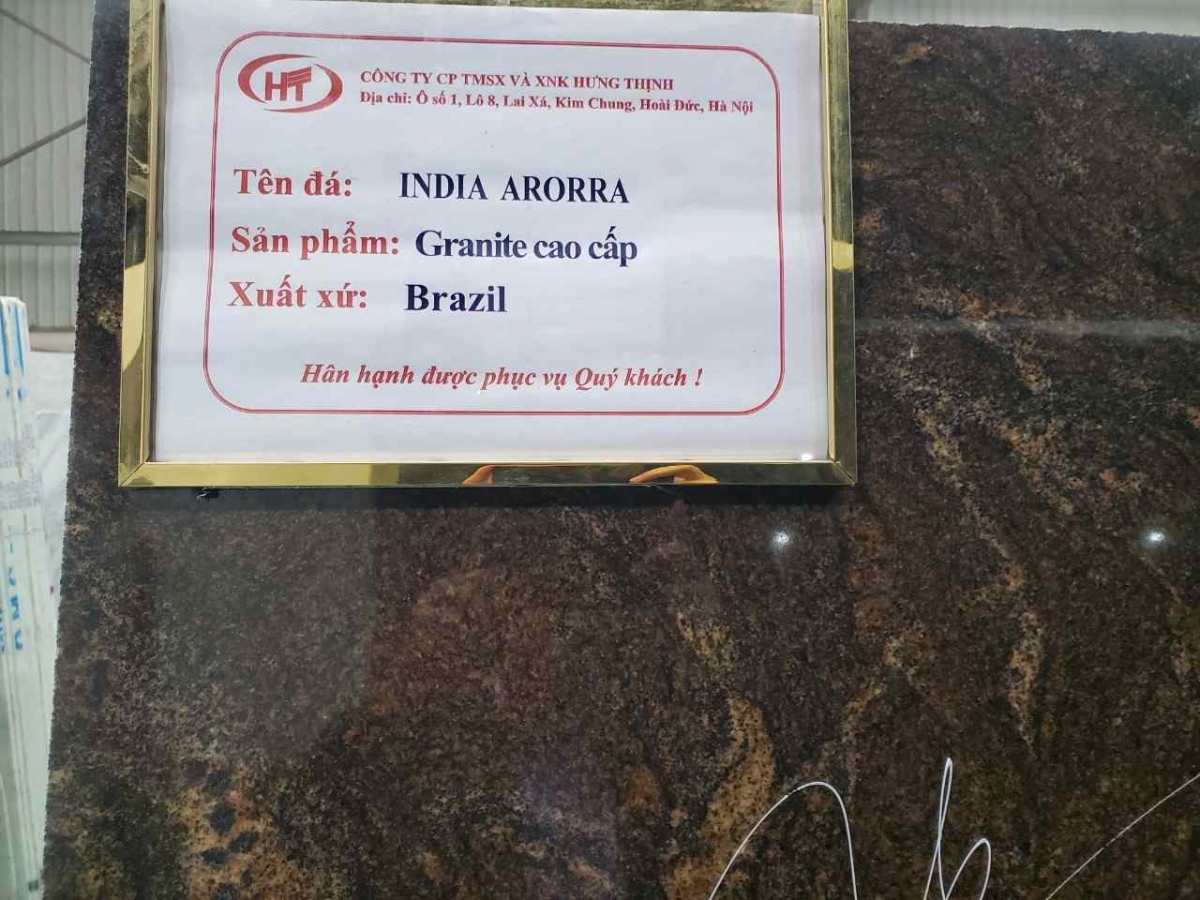 HT
CÔNG TY CP TMSX VÀ XNK HƯNG THỊNH
Địa chỉ: Ô số 1, Lô 8, Lai Xá, Kim Chung, Hoài Đức, Hà Nội
Tên đá: INDIA ARORRA
Sản phẩm: Granite cao cấp
Xuất xứ: Brazil
Hân hạnh được phục vụ Quý khách !